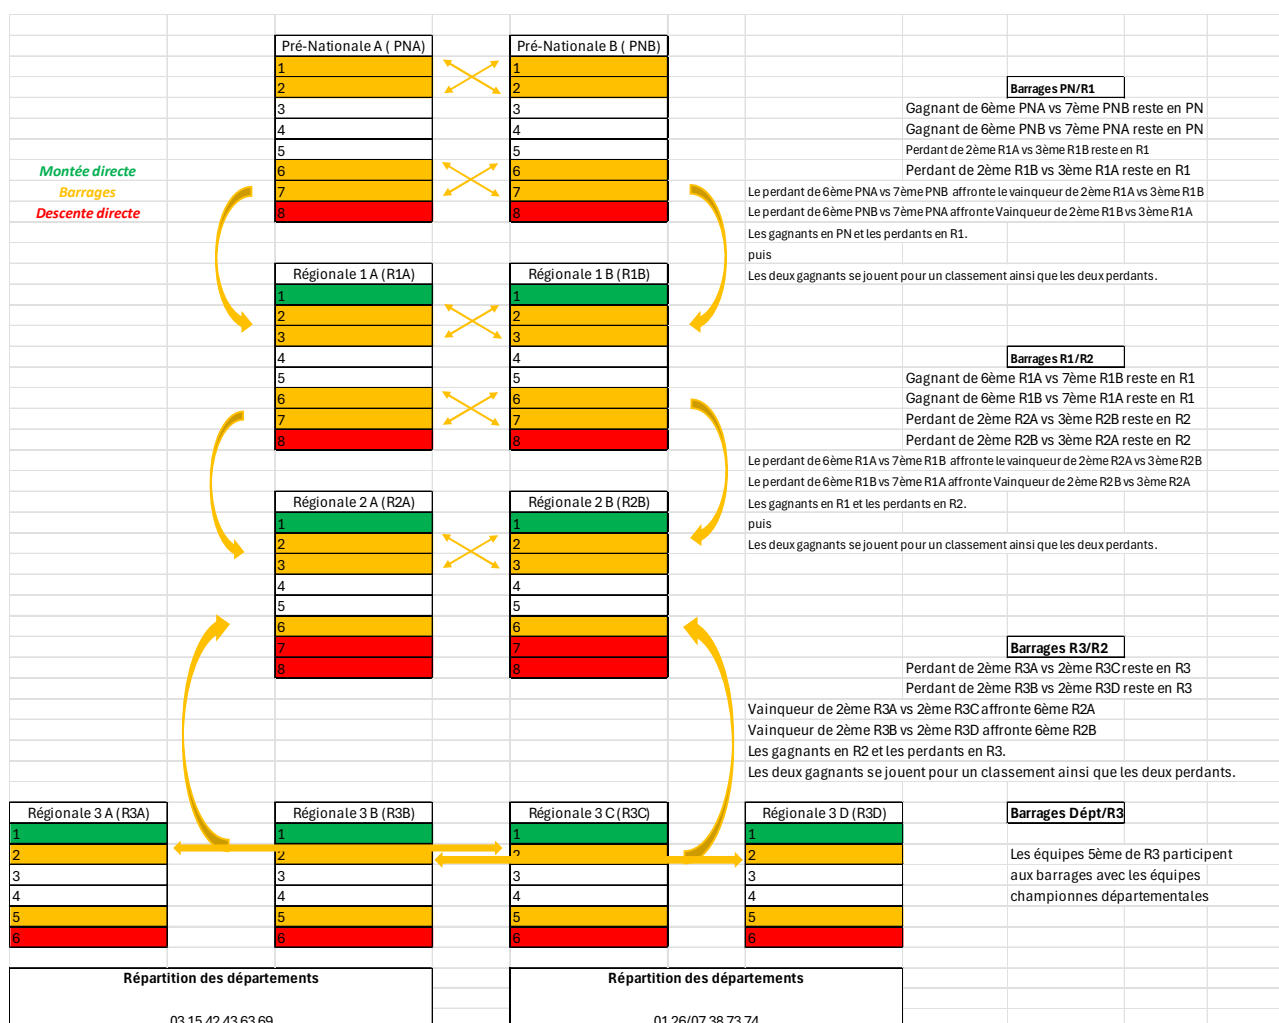 Pré-Nationale A ( PNA)
Pré-Nationale B ( PNB)
1
1
2
2
Barrages PN/R1
3
3
Gagnant de 6ème PNA vs 7ème PNB reste en PN
4
4
Gagnant de 6ème PNB vs 7ème PNA reste en PN
5
5
Perdant de 2ème R1A vs 3ème R1B reste en R1
Montée directe
6
6
Perdant de 2ème R1B vs 3ème R1A reste en R1
Barrages
7
7
Le perdant de 6ème PNA vs 7ème PNB affronte le vainqueur de 2ème R1A vs 3ème R1B
Descente directe
8
8
Le perdant de 6ème PNB vs 7ème PNA affronte Vainqueur de 2ème R1B vs 3ème R1A
Les gagnants en PN et les perdants en R1.
puis
Régionale 1 A (R1A)
Régionale 1 B (R1B)
Les deux gagnants se jouent pour un classement ainsi que les deux perdants.
1
1
2
2
3
3
4
4
Barrages R1/R2
5
5
Gagnant de 6ème R1A vs 7ème R1B reste en R1
6
6
Gagnant de 6ème R1B vs 7ème R1A reste en R1
7
7
Perdant de 2ème R2A vs 3ème R2B reste en R2
8
8
Perdant de 2ème R2B vs 3ème R2A reste en R2
Le perdant de 6ème R1A vs 7ème R1B affronte le vainqueur de 2ème R2A vs 3ème R2B
Le perdant de 6ème R1B vs 7ème R1A affronte Vainqueur de 2ème R2B vs 3ème R2A
Régionale 2 A (R2A)
Régionale 2 B (R2B)
Les gagnants en R1 et les perdants en R2.
1
1
puis
2
2
Les deux gagnants se jouent pour un classement ainsi que les deux perdants.
3
3
4
4
5
5
6
6
7
7
Barrages R3/R2
8
8
Perdant de 2ème R3A vs 2ème R3C reste en R3
Perdant de 2ème R3B vs 2ème R3D reste en R3
Vainqueur de 2ème R3A vs 2ème R3C affronte 6ème R2A
Vainqueur de 2ème R3B vs 2ème R3D affronte 6ème R2B
Les gagnants en R2 et les perdants en R3.
Les deux gagnants se jouent pour un classement ainsi que les deux perdants.
Régionale 3 A (R3A)
Régionale 3 B (R3B)
Régionale 3 C (R3C)
Régionale 3 D (R3D)
Barrages Dépt/R3
1
1
1
1
2
2
2
2
Les équipes 5ème de R3 participent
3
3
3
3
aux barrages avec les équipes
4
4
4
4
championnes départementales
5
5
5
5
6
6
6
6
Répartition des départements
Répartition des départements
03.15.42.43.63.69
01.26/07.38.73.74